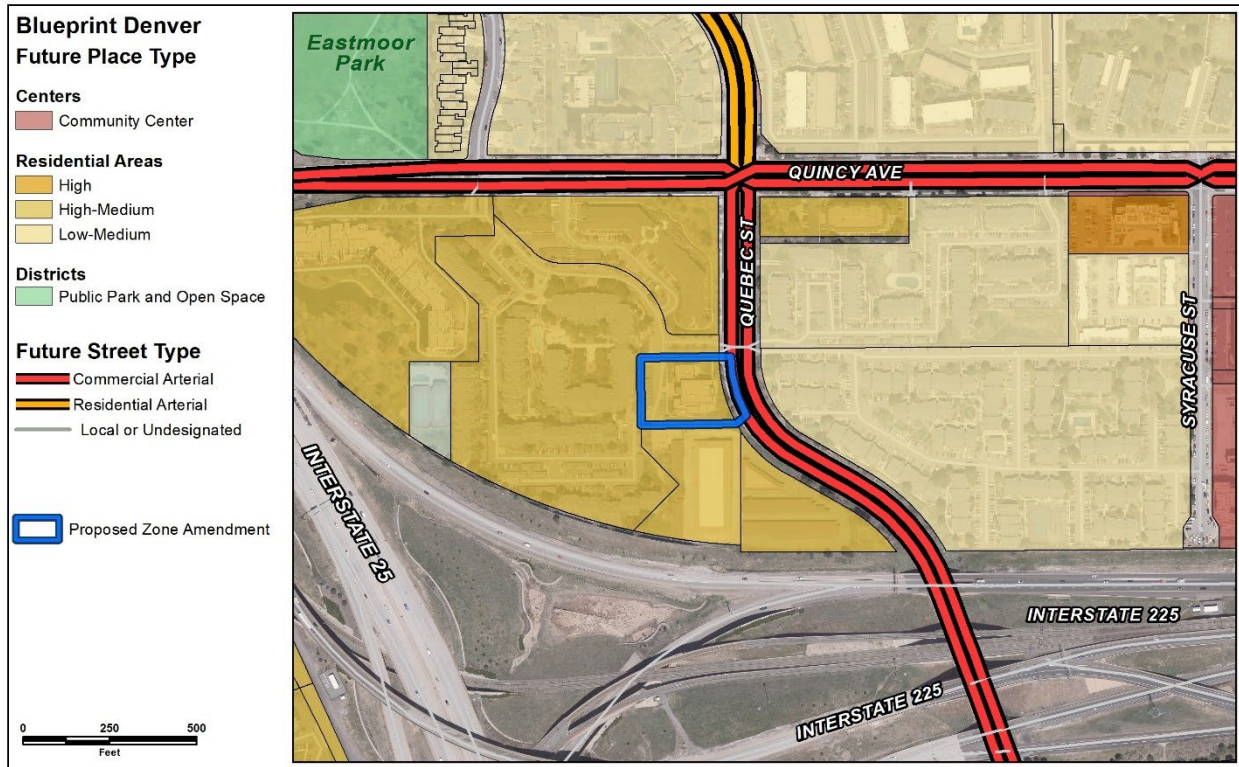 Blueprint Denver
Future Place Type
Centers
Community Center
Residential Areas
High
High-Medium
Low-Medium
Districts
Public Park and Open Space
Future Street Type
Commercial Arterial
Residential Arterial
Local or Undesignated
Proposed Zone Amendment
0 250 500
Feet
Eastmoor
Park
QUINCY AVE
QUEBEC ST
SYRACUSE ST
INTERSTATE 25
INTERSTATE 225
INTERSTATE 225